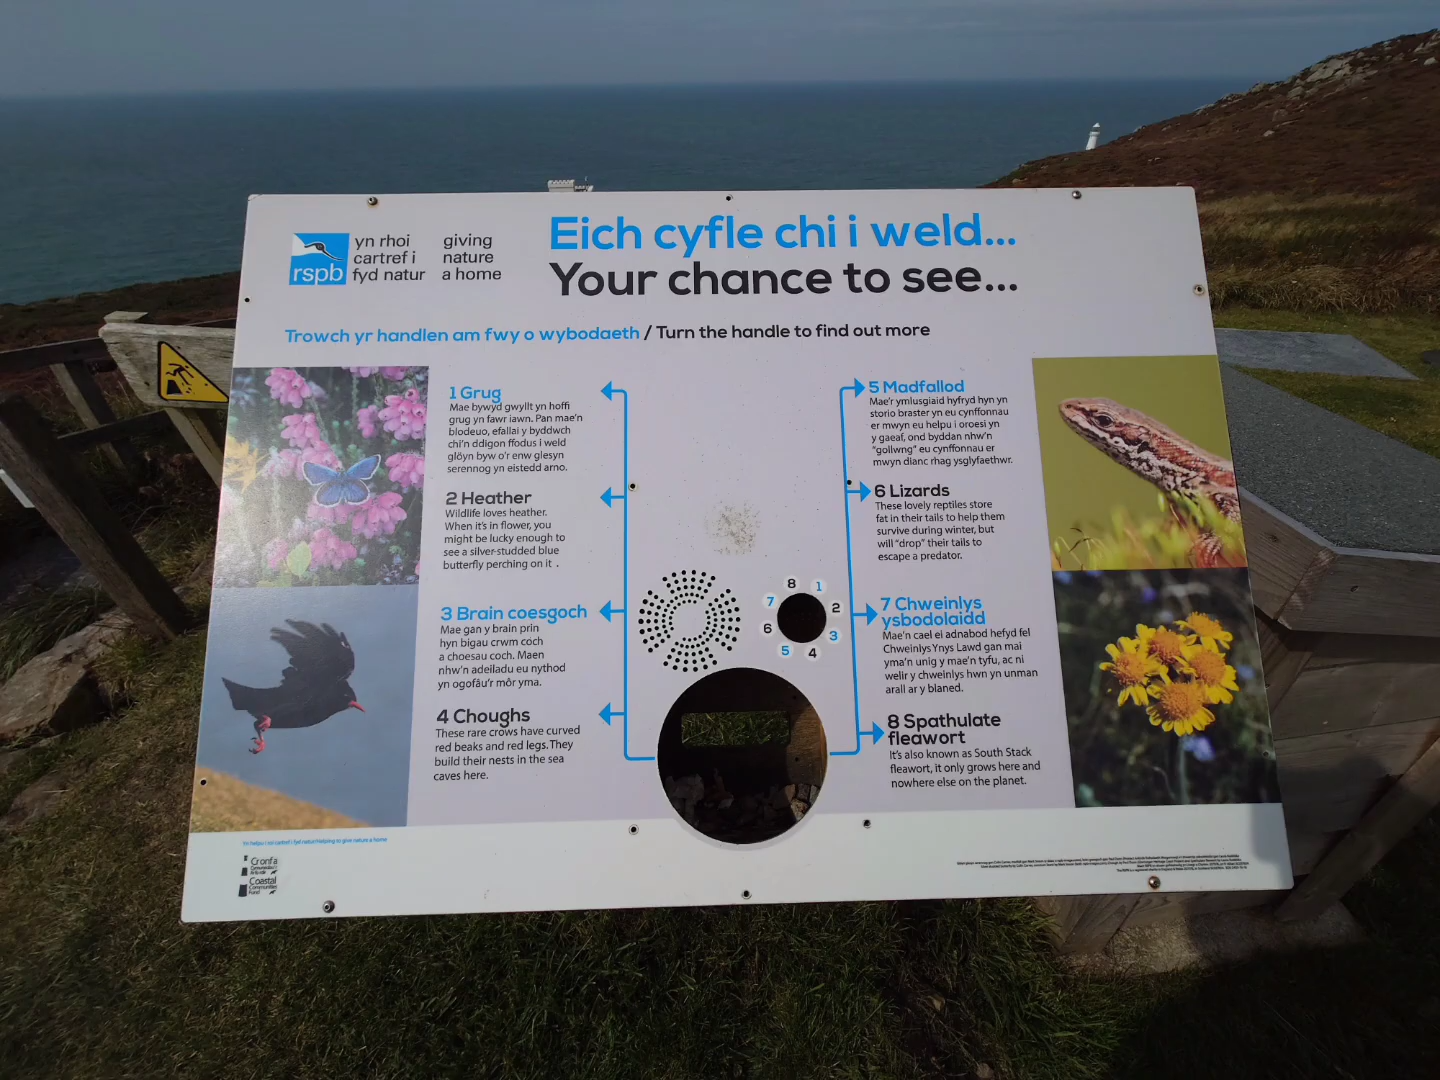 rspb
yn rhoi
cartref i
fyd natur
giving
nature
a home
Eich cyfle chi i weld...
Your chance to see...
Trowch yr handlen am fwy o wybodaeth / Turn the handle to find out more
1 Grug
Mae bywyd gwyllt yn hoffi
grug yn fawr iawn. Pan mae'n
blodeuo, efallai y byddwch
chi'n ddigon ffodus i weld
glöyn byw o'r enw glesyn
serennog yn eistedd arno.
2 Heather
Wildlife loves heather.
When it's in flower, you
might be lucky enough to
see a silver-studded blue
butterfly perching on it .
3 Brain coesgoch
Mae gan y brain prin
hyn bigau crwm coch
a choesau coch. Maen
nhw'n adeiladu eu nythod
yn ogofâu'r môr yma.
4 Choughs
These rare crows have curved
red beaks and red legs. They
build their nests in the sea
caves here.
8
1
7
2
6
3
5
4
5 Madfallod
Mae'r ymlusgiaid hyfryd hyn yn
storio braster yn eu cynffonnau
er mwyn eu helpu i oroesi yn
y gaeaf, ond byddan nhw'n
"gollwng" eu cynffonnau er
mwyn dianc rhag ysglyfaethwr.
6 Lizards
These lovely reptiles store
fat in their tails to help them
survive during winter, but
will "drop" their tails to
escape a predator.
7 Chweinlys
ysbodolaidd
Mae'n cael ei adnabod hefyd fel
Chweinlys Ynys Lawd gan mai
yma'n unig y mae'n tyfu, ac ni
welir y chweinlys hwn yn unman
arall ar y blaned.
8 Spathulate
fleawort
It's also known as South Stack
fleawort, it only grows here and
nowhere else on the planet.
Yn helpu i roi cartref i fyd natur/Helping to give nature a home
Cronfa
Cymunedau'r
Arfordir
Coastal
Communities
Fund